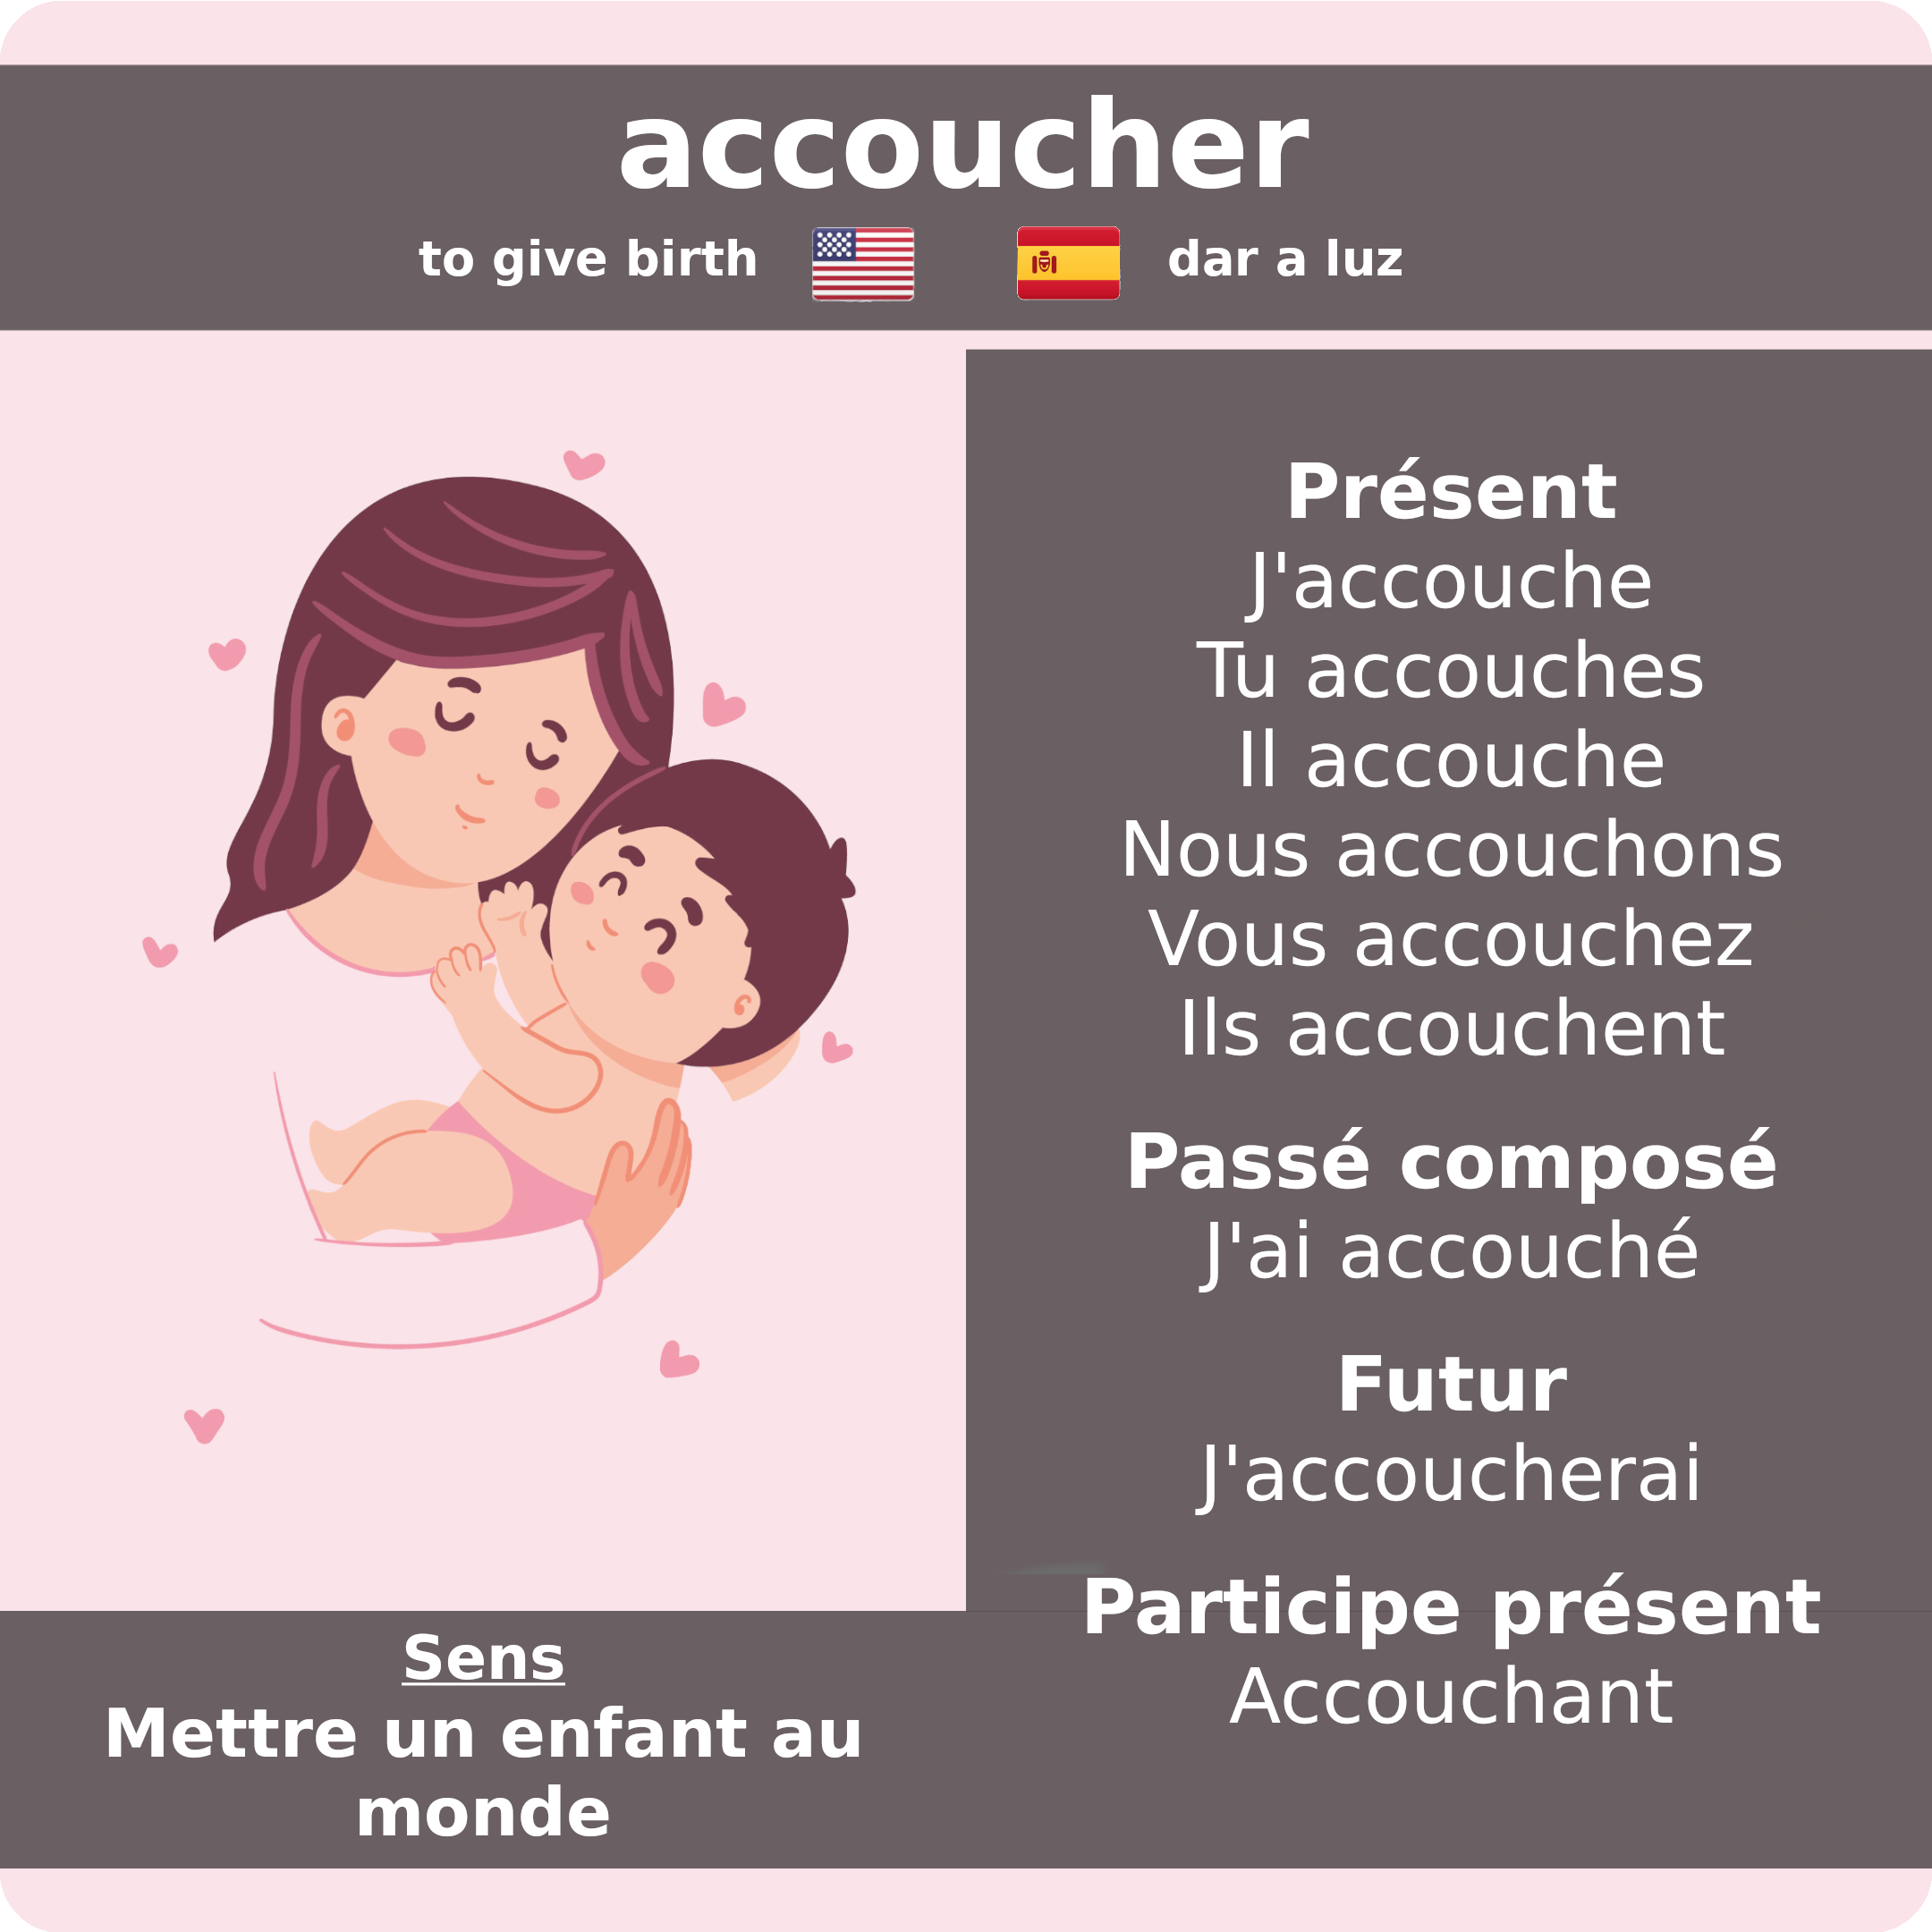 accoucher
to give birth dar a luz
Présent
J'accouche
Tu accouches
Il accouche
Nous accouchons
Vous accouchez
Ils accouchent
Passé composé
J'ai accouché
Futur
J'accoucherai
Participe présent
Accouchant
Sens
Mettre un enfant au
monde